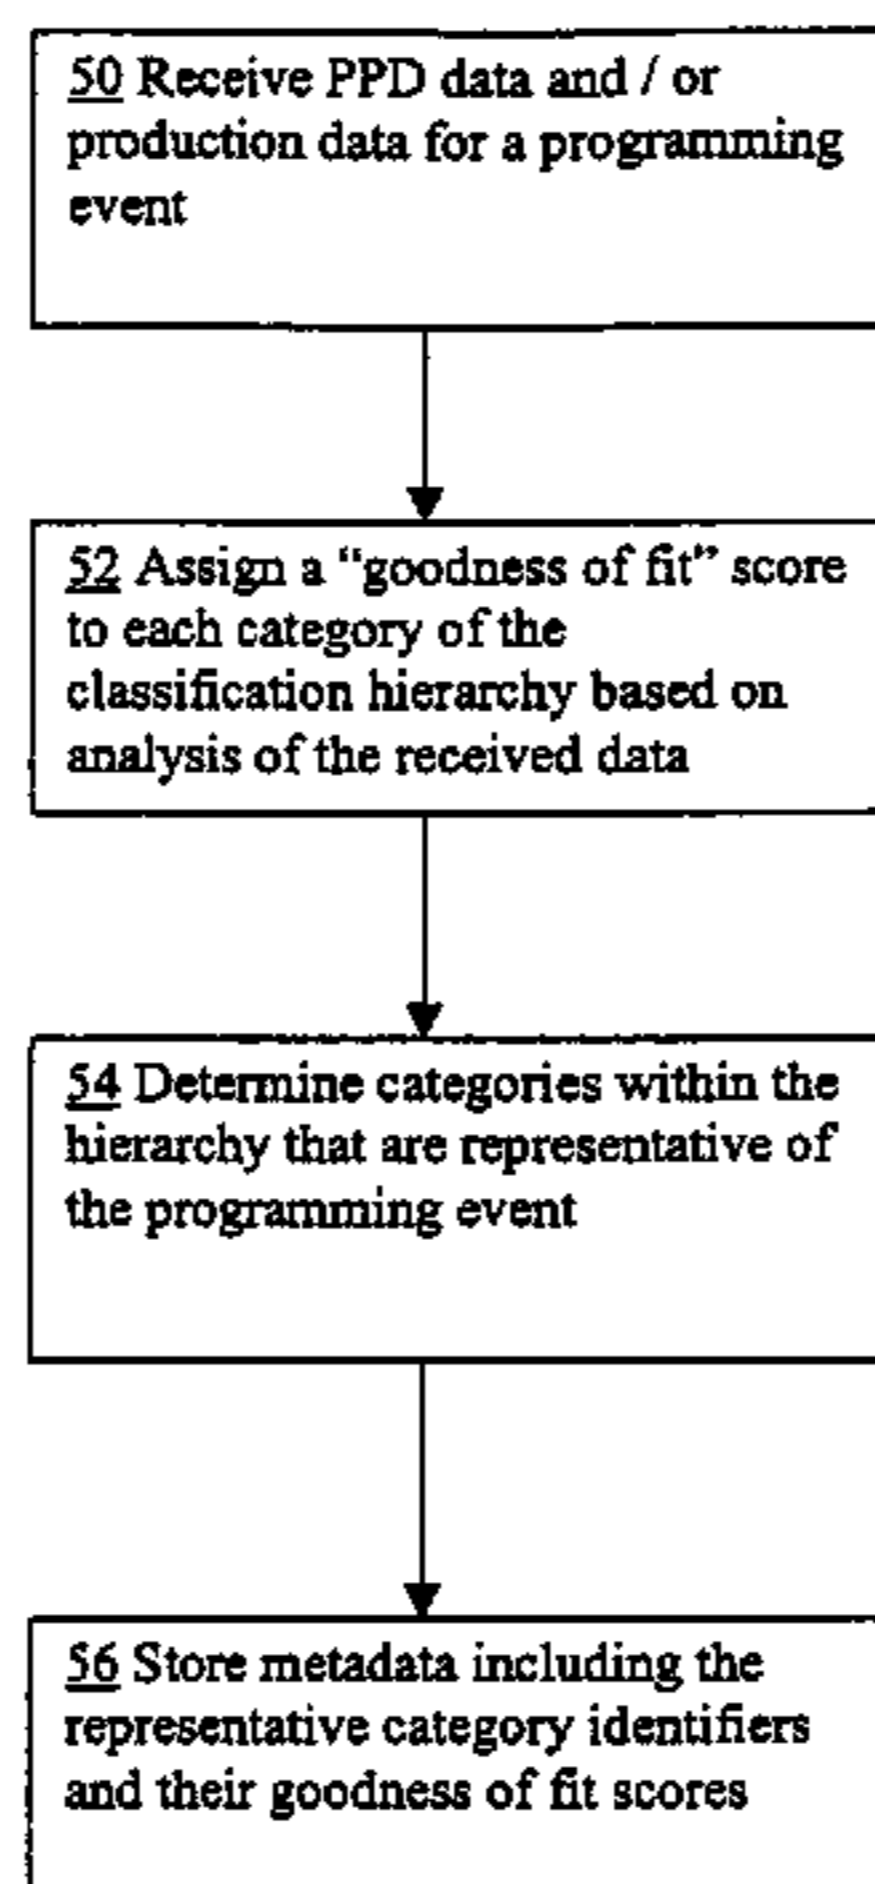 50 Receive PPD data and / or
production data for a programming
event
52 Assign a “goodness of fit” score
to each category of the
classification hierarchy based on
analysis of the received data
54 Determine categories within the
hierarchy that are representative of
the programming event
56 Store metadata including the
representative category identifiers
and their goodness of fit scores